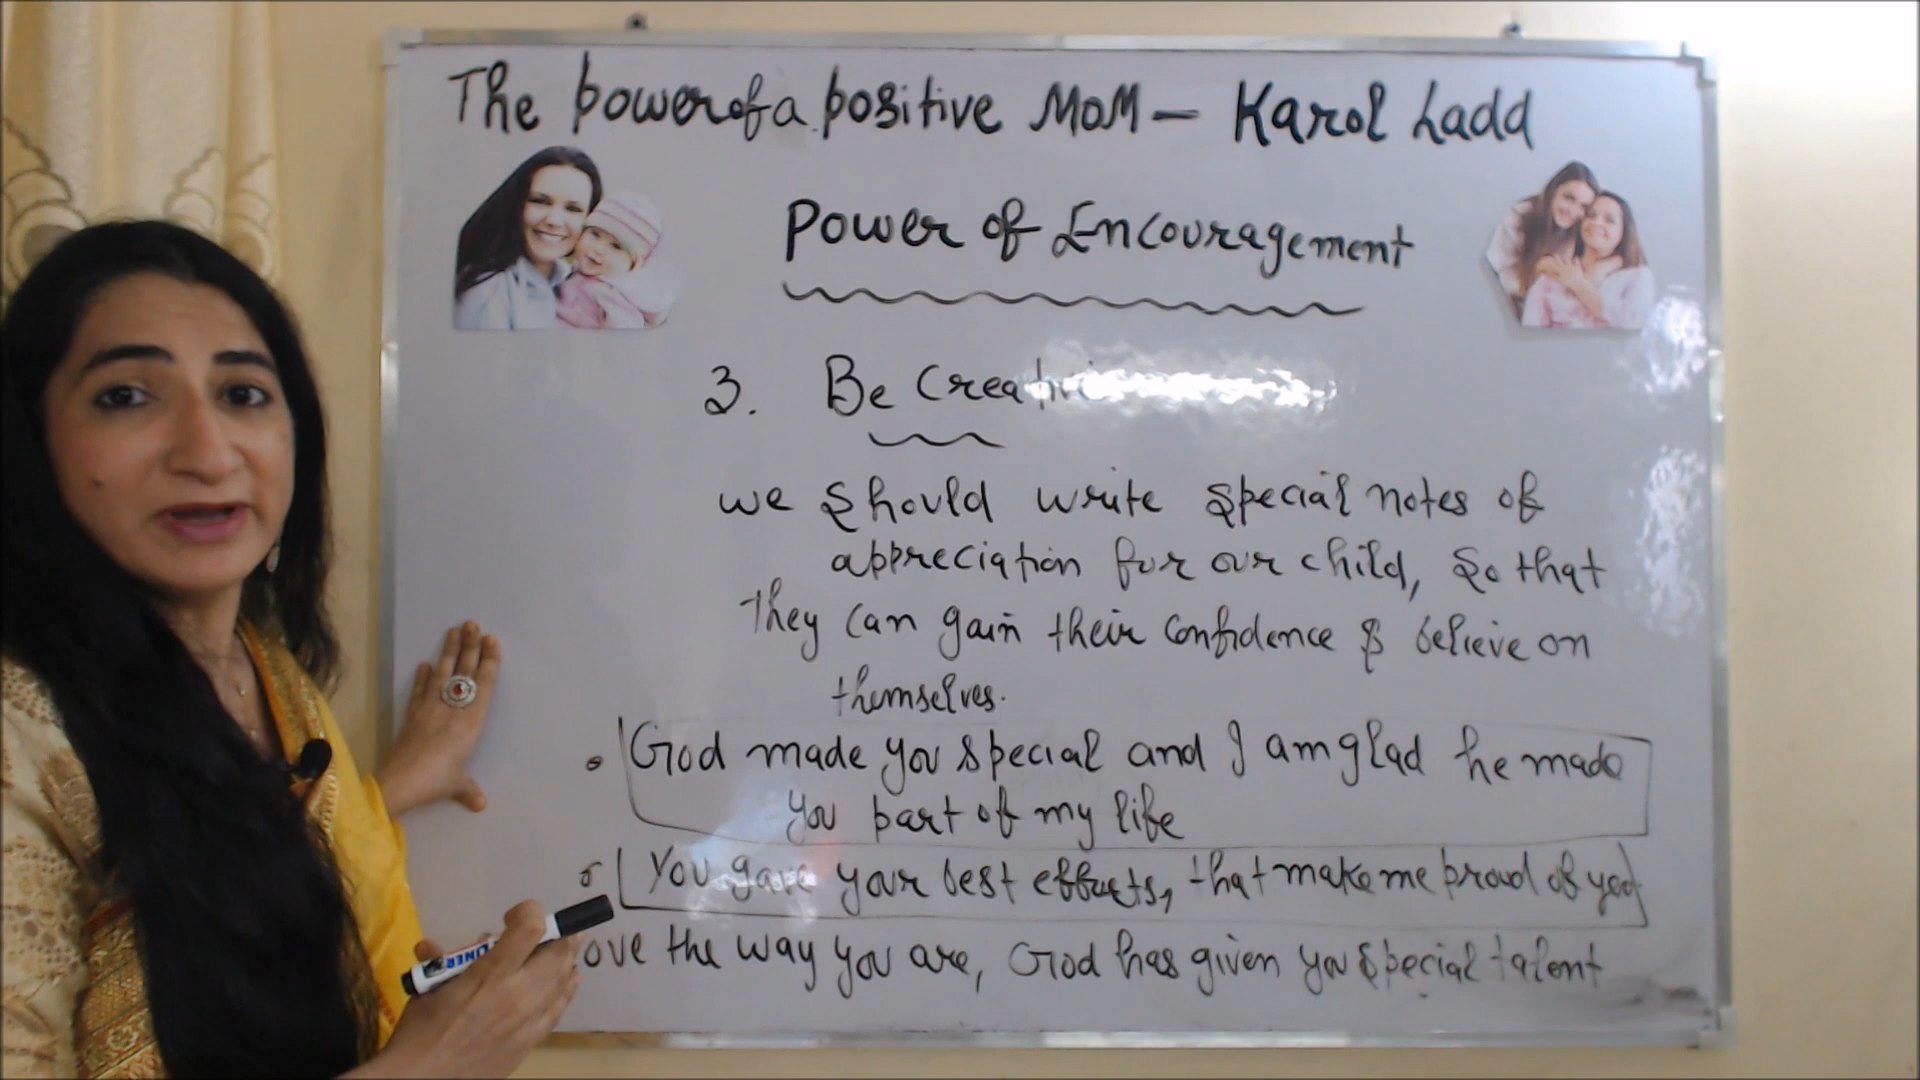 The power of a positive MOM - Karol Ladd
Power of Encouragement
3. Be
we should write special notes of
appreciation for our child, so that
They can gain their confidence & believe on
themselves.
God made you special and I am glad he made
you part of my life
You gave your best efforts, that make me proud of you
the way you are, God has given you special talent
LINER